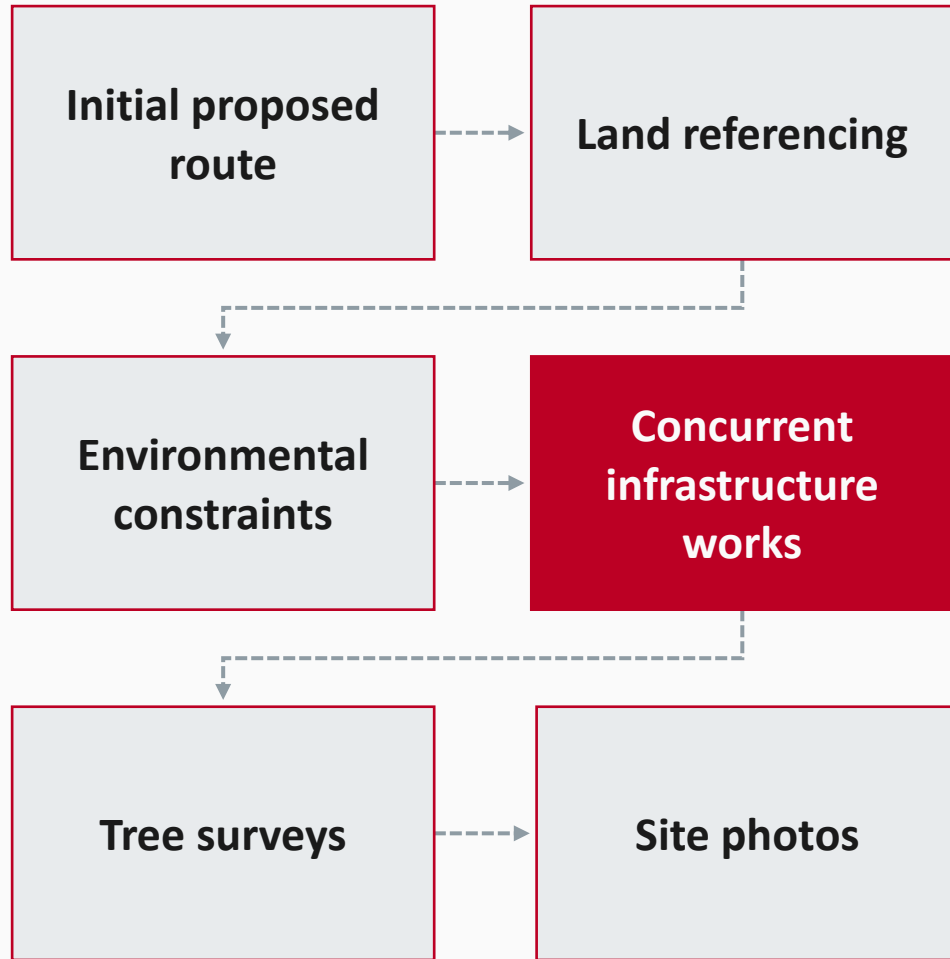 Initial proposed
route
Land referencing
Environmental
constraints
Concurrent
infrastructure
works
Tree surveys
Site photos